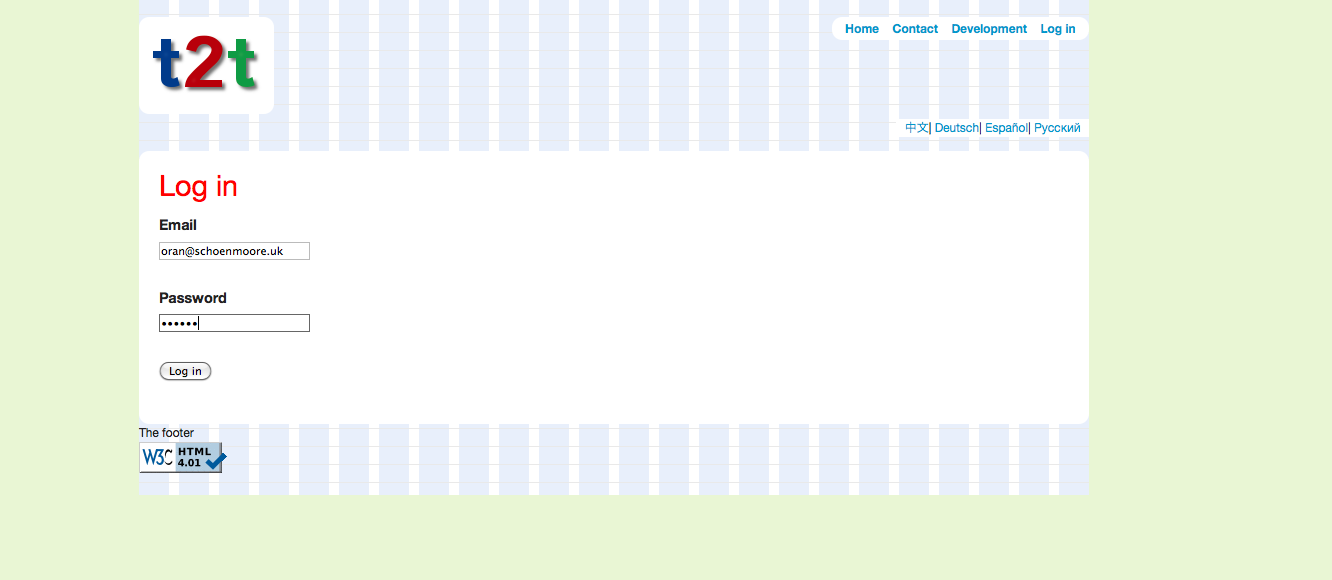 t2t
Home Contact Development Log in
中文| Deutsch| Español| Русский
Log in
Email
oran@schoenmoore.uk
Password
••••••
Log in
The footer
W3C HTML
4.01